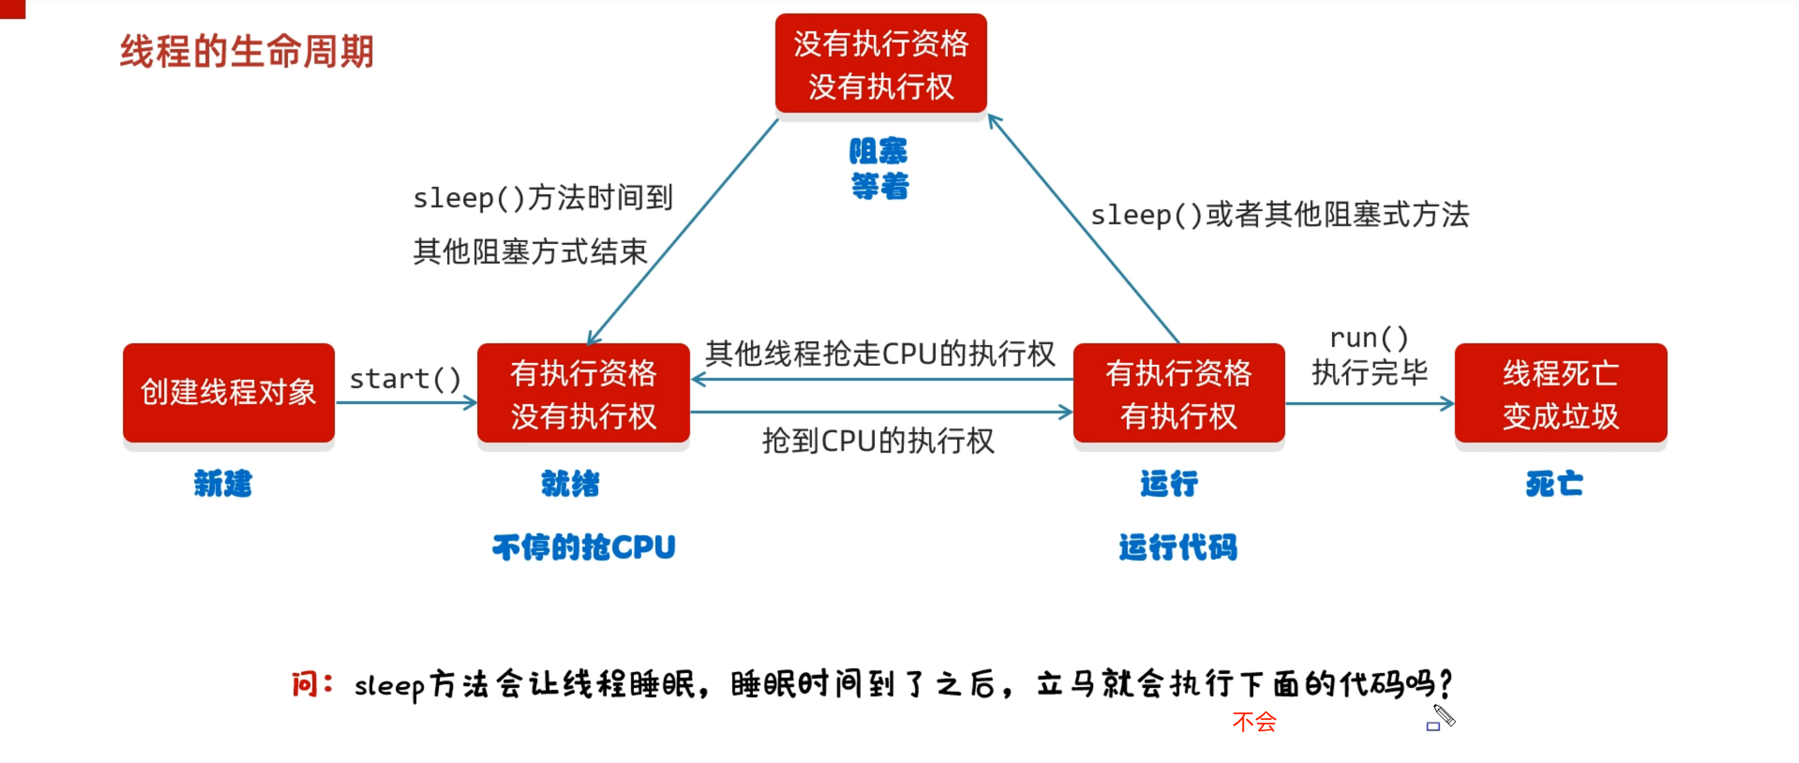 线程的生命周期
没有执行资格
没有执行权
阻塞
等着
sleep()方法时间到
其他阻塞方式结束
sleep()或者其他阻塞式方法
创建线程对象
新建
start()
有执行资格
没有执行权
就绪
不停的抢CPU
其他线程抢走CPU的执行权
抢到CPU的执行权
有执行资格
有执行权
运行
运行代码
run()
执行完毕
线程死亡
变成垃圾
死亡
问：sleep方法会让线程睡眠，睡眠时间到了之后，立马就会执行下面的代码吗？
不会